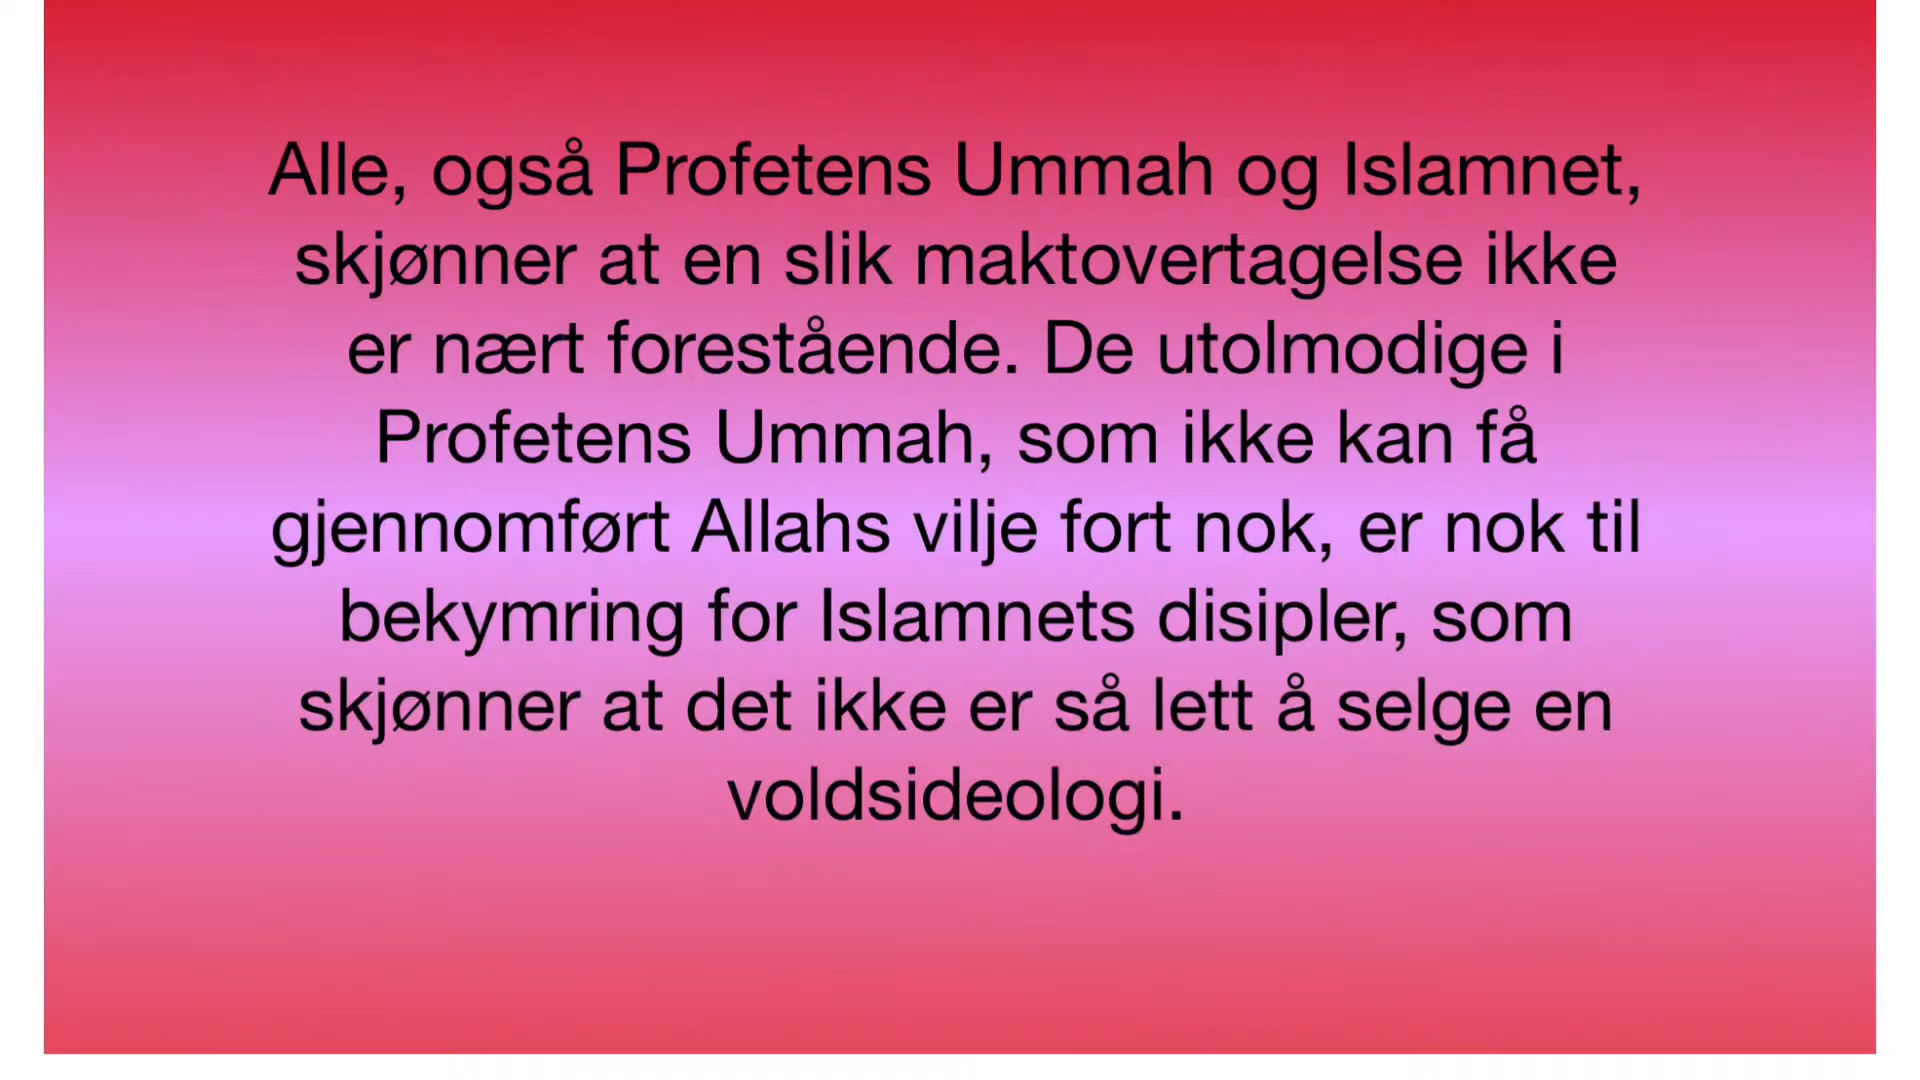 Alle, også Profetens Ummah og Islamnet,
skjønner at en slik maktovertagelse ikke
er nært forestående. De utolmodige i
Profetens Ummah, som ikke kan få
gjennomført Allahs vilje fort nok, er nok til
bekymring for Islamnets disipler, som
skjønner at det ikke er så lett å selge en
voldsideologi.